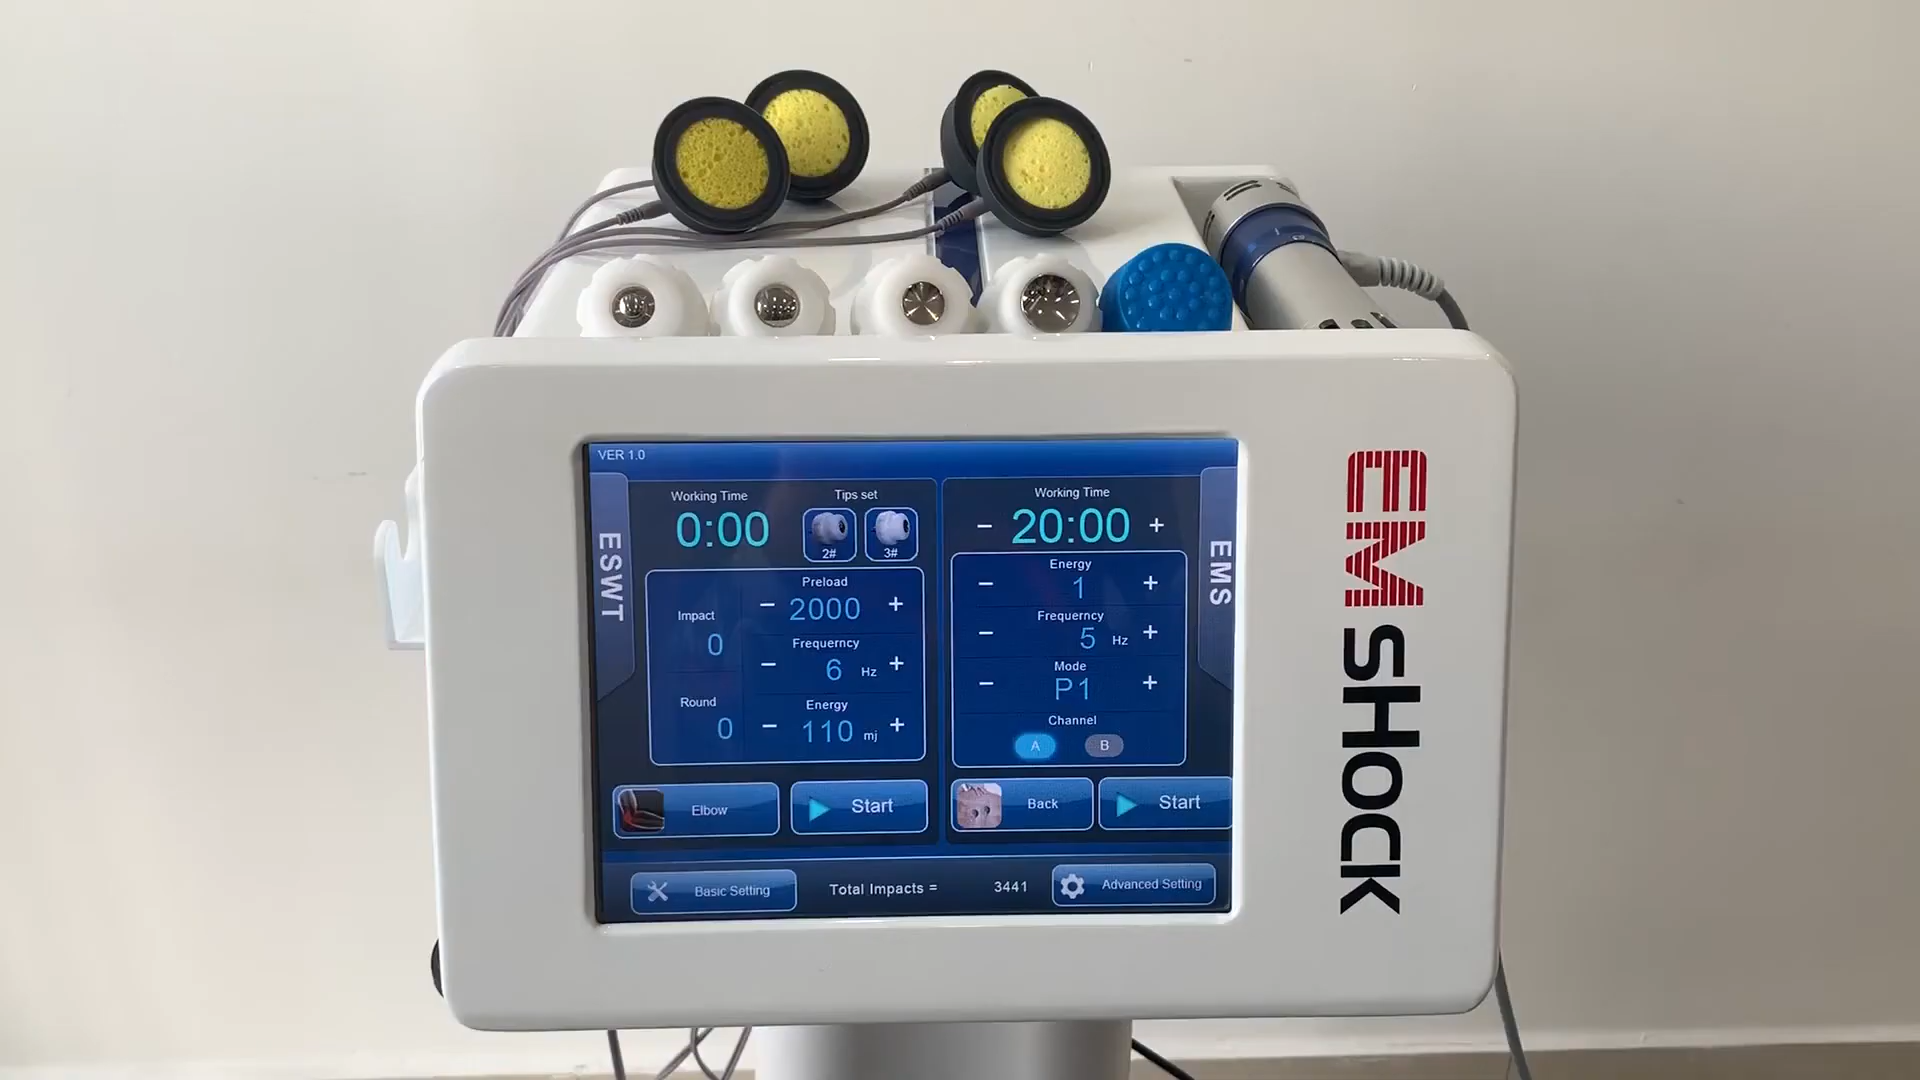 VER 1.0
ESWT
Working Time
0:00
Tips set
2#
3#
Impact
0
Round
0
Preload
- 2000 +
Frequerncy
- 6 Hz +
Energy
- 110 mj +
Elbow
Start
Working Time
- 20:00 +
Energy
- 1 +
Frequerncy
- 5 Hz +
Mode
- P1 +
Channel
A B
Back
Start
EMS
Basic Setting
Total Impacts = 3441
Advanced Setting
EM SHOCK